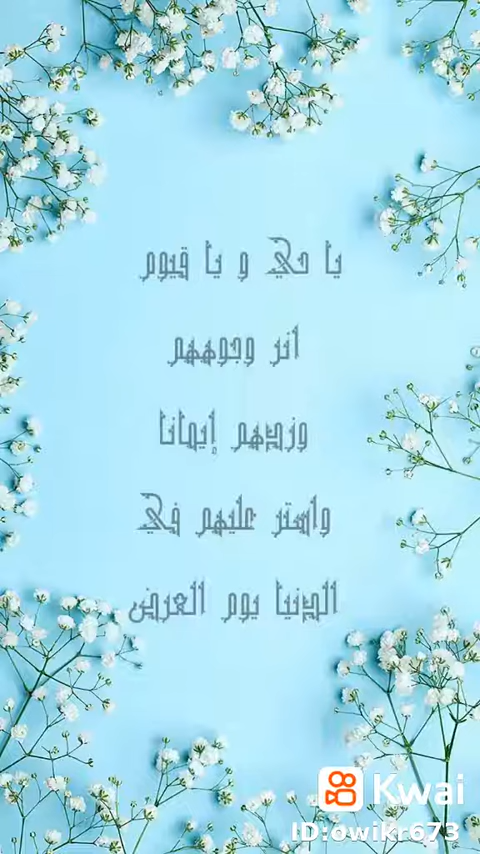 يا حي و يا قيوم
انر وجوههم
وزدهم إيمانا
واستر عليهم في
الدنيا يوم العرض
Kwai
ID:owikr673